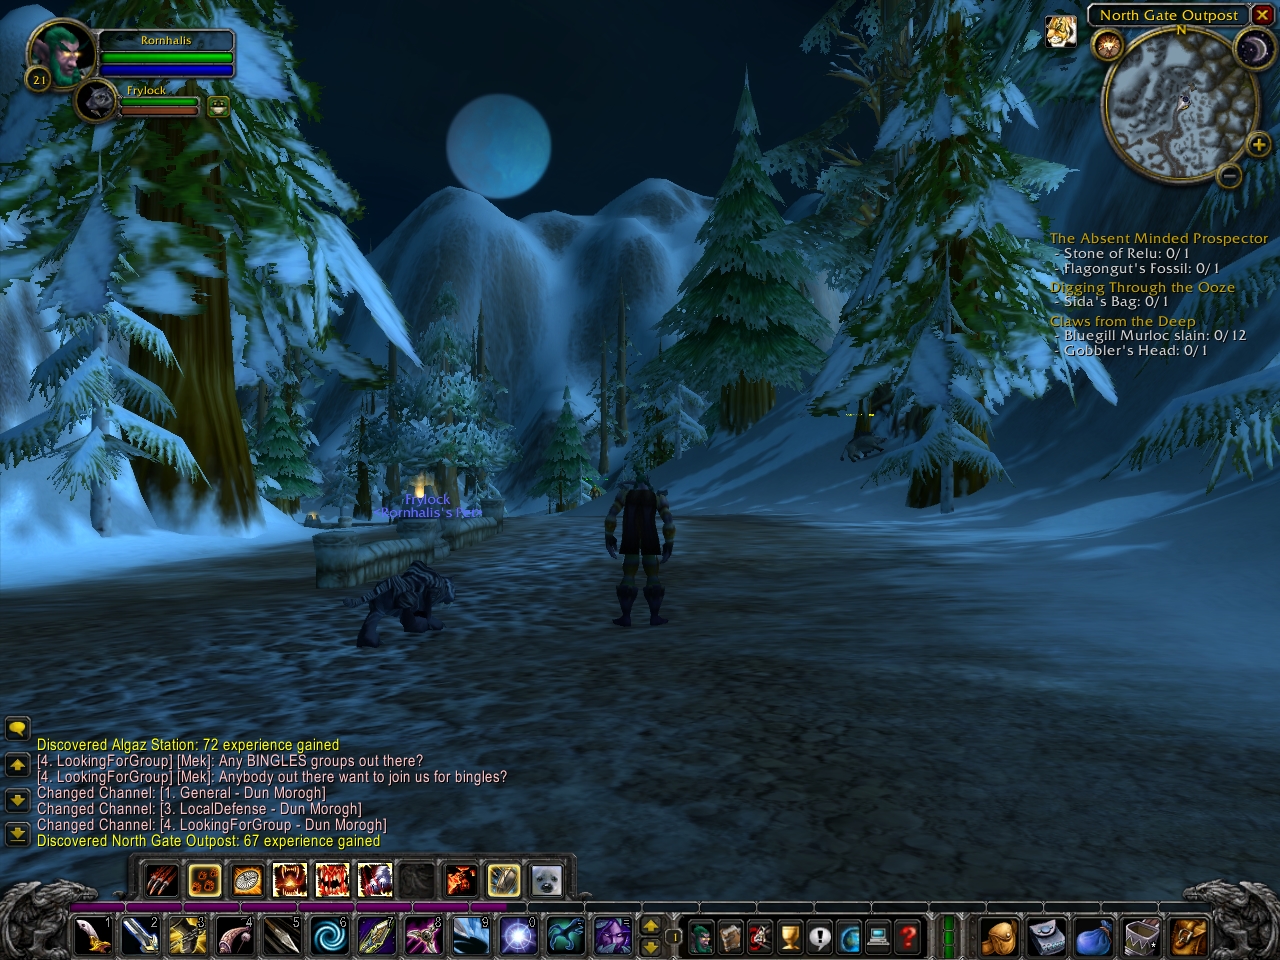 Rornhalis
21
Frylock
North Gate Outpost
N
The Absent Minded Prospector
- Stone of Relu: 0/1
- Flagongut's Fossil: 0/1
Digging Through the Ooze
- Sida's Bag: 0/1
Claws from the Deep
- Bluegill Murloc slain: 0/12
- Gobbler's Head: 0/1
Frylock
Rornhalis's Pet
Discovered Algaz Station: 72 experience gained
[4. LookingForGroup] [Mek]: Any BINGLES groups out there?
[4. LookingForGroup] [Mek]: Anybody out there want to join us for bingles?
Changed Channel: [1. General - Dun Morogh]
Changed Channel: [3. LocalDefense - Dun Morogh]
Changed Channel: [4. LookingForGroup - Dun Morogh]
Discovered North Gate Outpost: 67 experience gained
1 2 3 4 5 6 7 8 9 0 - =
1